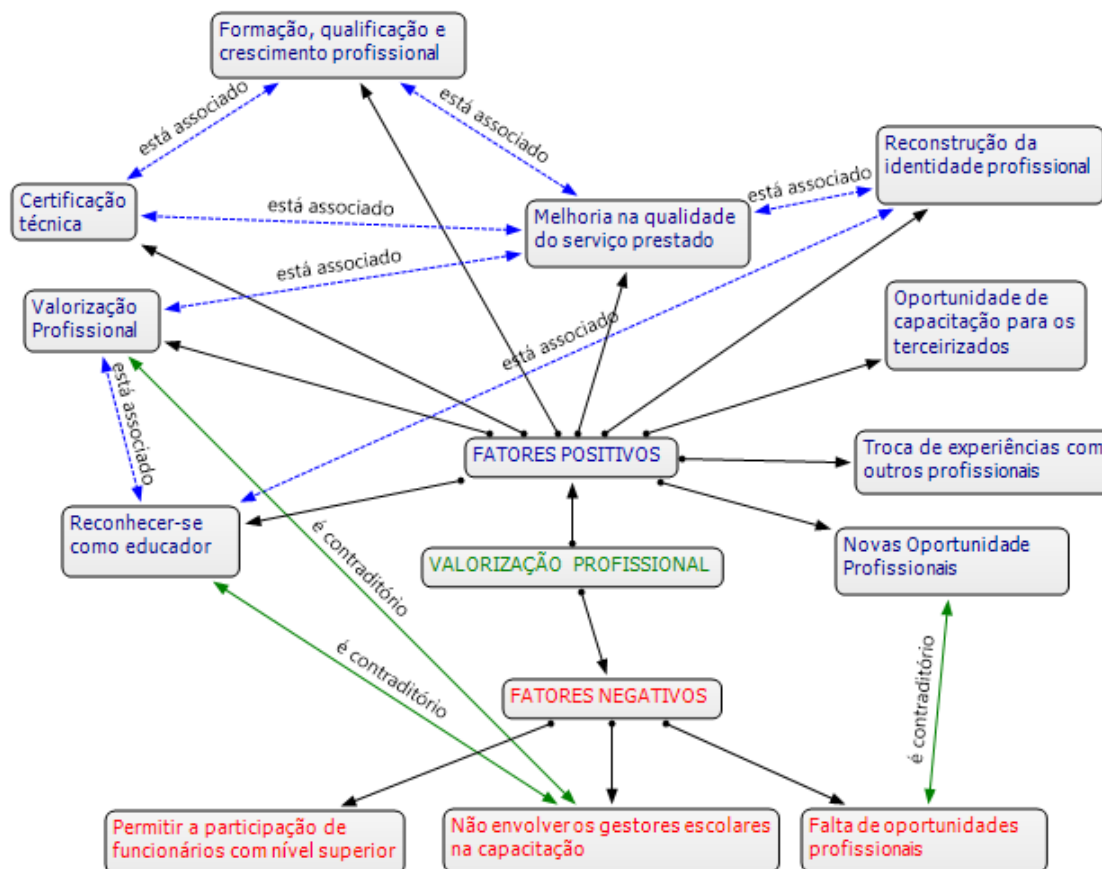 Formação, qualificação e
crescimento profissional
está associado
está associado
Reconstrução da
identidade profissional
está associado
Certificação
técnica
está associado
Melhoria na qualidade
do serviço prestado
está associado
Valorização
Profissional
Oportunidade de
capacitação para os
terceirizados
está associado
está associado
FATORES POSITIVOS
Troca de experiências com
outros profissionais
Reconhecer-se
como educador
é contraditório
VALORIZAÇÃO PROFISSIONAL
Novas Oportunidade
Profissionais
é contraditório
é contraditório
FATORES NEGATIVOS
Permitir a participação de
funcionários com nível superior
Não envolver os gestores escolares
na capacitação
Falta de oportunidades
profissionais